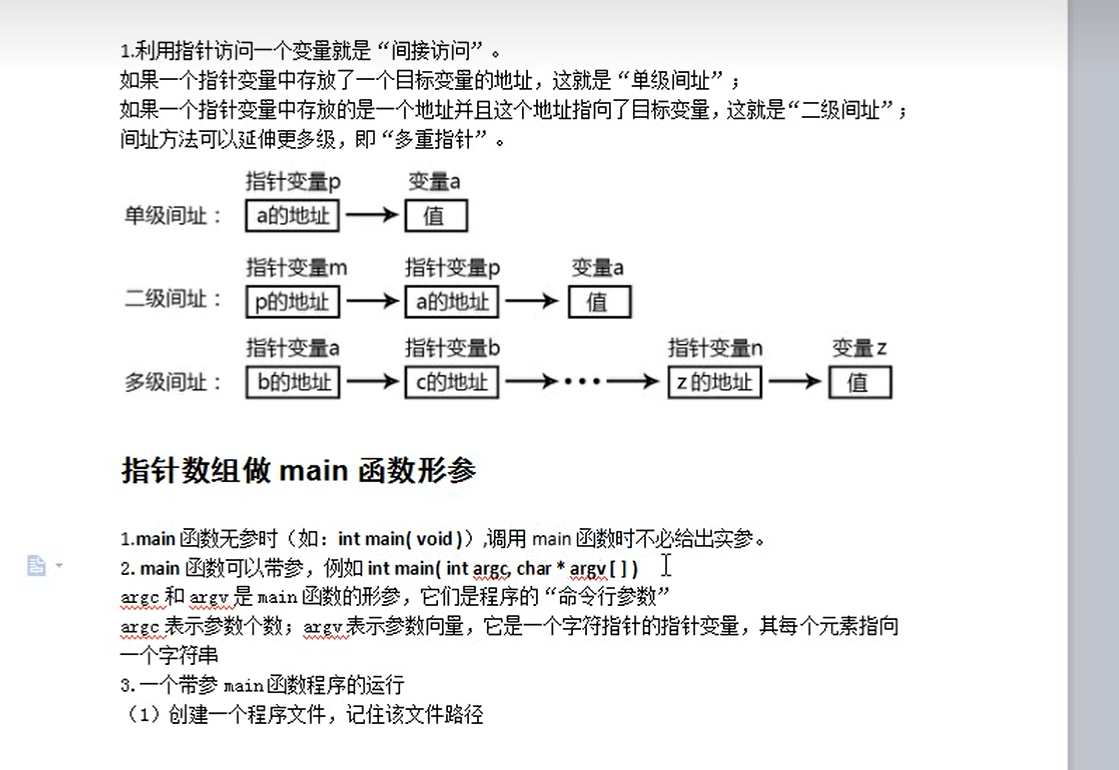 1.利用指针访问一个变量就是“间接访问”。
如果一个指针变量中存放了一个目标变量的地址，这就是“单级间址”；
如果一个指针变量中存放的是一个地址并且这个地址指向了目标变量，这就是“二级间址”；
间址方法可以延伸更多级，即“多重指针”。
指针变量p 变量a
单级间址： a的地址 值
指针变量m 指针变量p 变量a
二级间址： p的地址 a的地址 值
指针变量a 指针变量b 指针变量n 变量z
多级间址： b的地址 c的地址 ••• z的地址 值
指针数组做 main 函数形参
1.main 函数无参时（如：int main( void )）,调用 main 函数时不必给出实参。
2. main 函数可以带参，例如 int main( int argc, char * argv[ ] )
argc 和 argv 是 main 函数的形参，它们是程序的“命令行参数”
argc 表示参数个数；argv 表示参数向量，它是一个字符指针的指针变量，其每个元素指向
一个字符串
3.一个带参 main 函数程序的运行
（1）创建一个程序文件，记住该文件路径